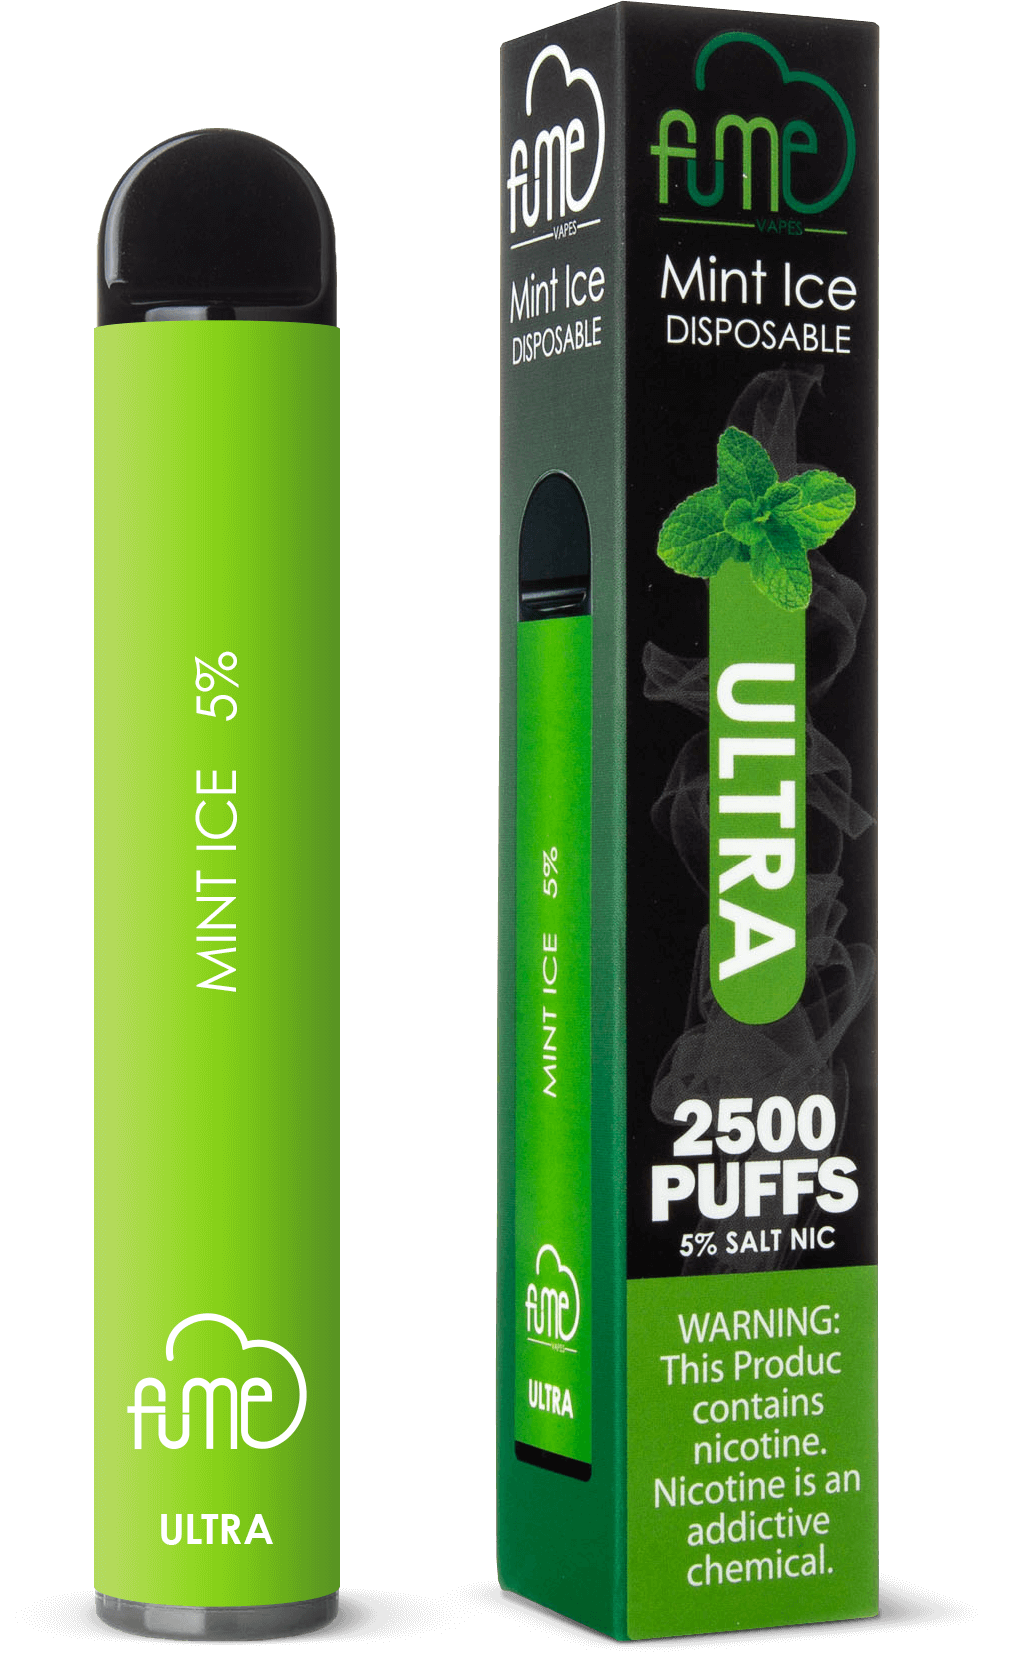 MINT ICE 5%
fume
ULTRA
fume
VAPES
Mint Ice
DISPOSABLE
MINT ICE 5%
fume
VAPES
ULTRA
fume
VAPES
Mint Ice
DISPOSABLE
ULTRA
2500
PUFFS
5% SALT NIC
WARNING:
This Produc
contains
nicotine.
Nicotine is an
addictive
chemical.